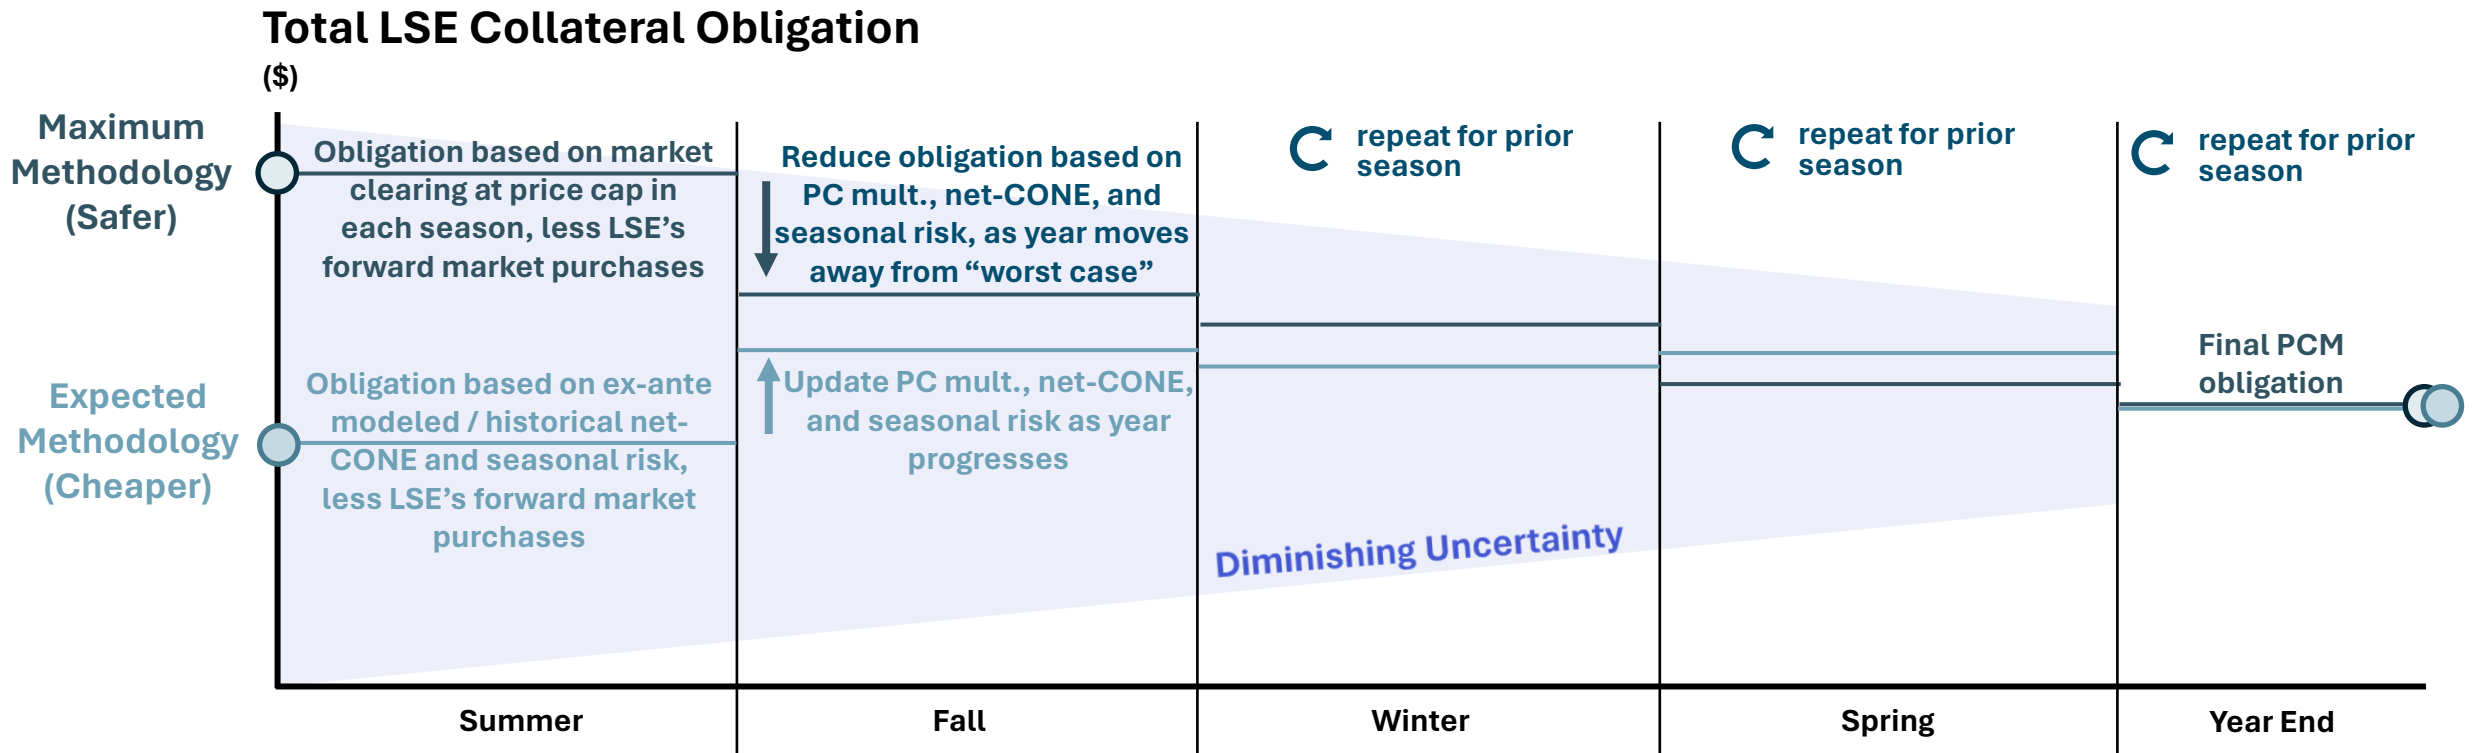 Total LSE Collateral Obligation
($)
Maximum
Methodology
(Safer)
Expected
Methodology
(Cheaper)
Obligation based on market
clearing at price cap in
each season, less LSE’s
forward market purchases
Obligation based on ex-ante
modeled / historical net-
CONE and seasonal risk,
less LSE’s forward market
purchases
Reduce obligation based on
PC mult., net-CONE, and
seasonal risk, as year moves
away from “worst case”
Update PC mult., net-CONE,
and seasonal risk as year
progresses
repeat for prior
season
Diminishing Uncertainty
repeat for prior
season
repeat for prior
season
Final PCM
obligation
Summer
Fall
Winter
Spring
Year End